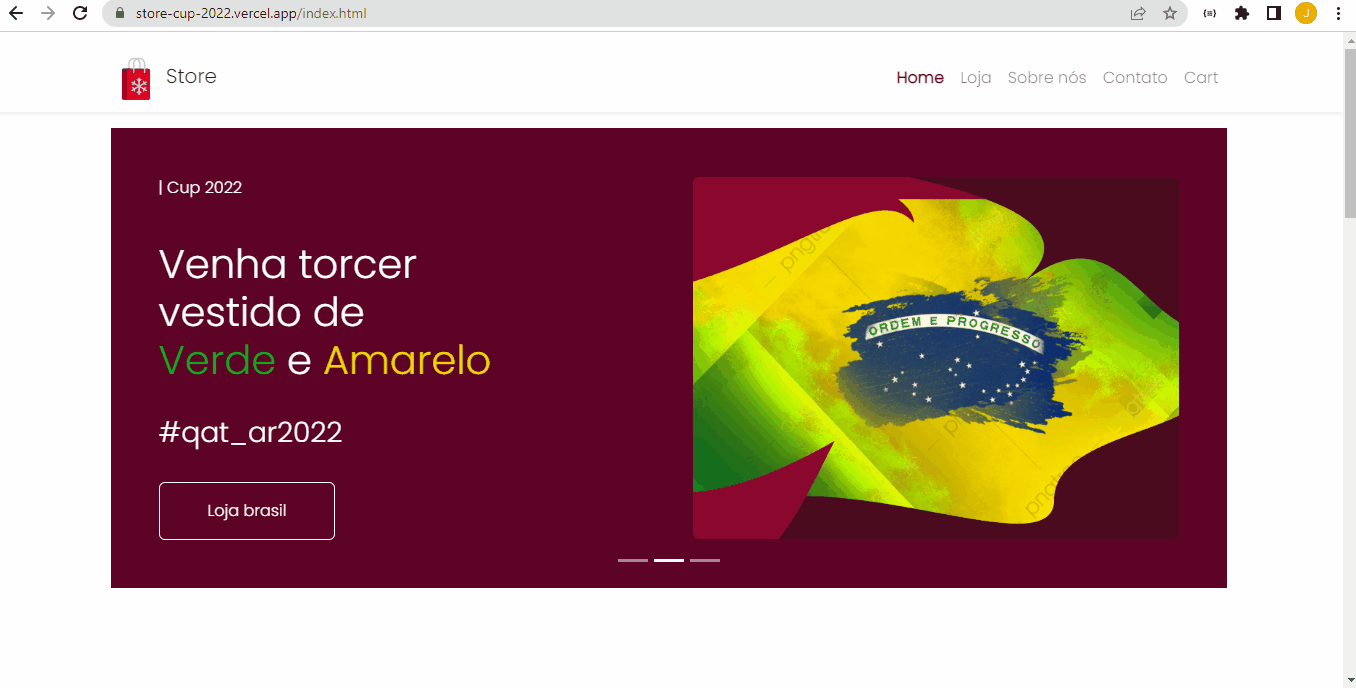 store-cup-2022.vercel.app/index.html
J
Store
Home Loja Sobre nós Contato Cart
| Cup 2022
Venha torcer
vestido de
Verde e Amarelo
#qat_ar2022
Loja brasil
ORDEM E PROGRESSO